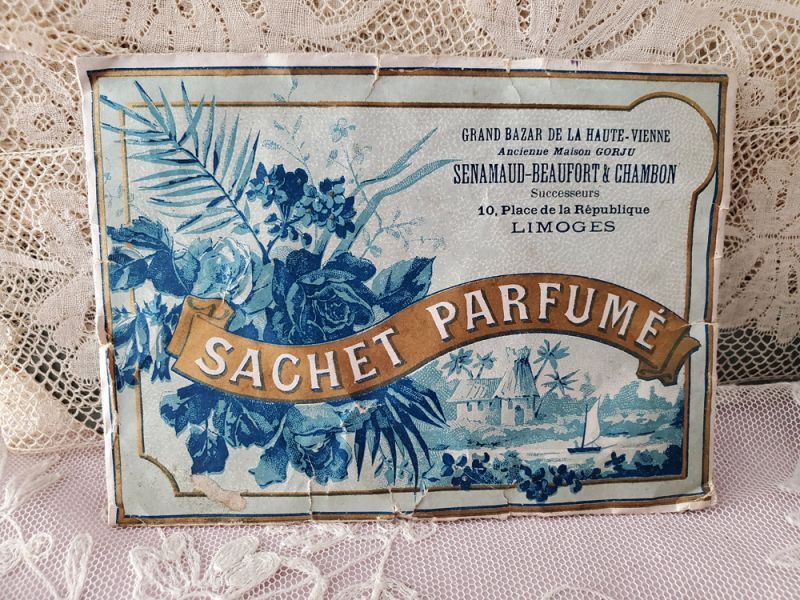 GRAND BAZAR DE LA HAUTE-VIENNE
Ancienne Maison GORJU
SENAMAUD-BEAUFORT & CHAMBON
Successeurs
10, Place de la République
LIMOGES
SACHET PARFUMÉ